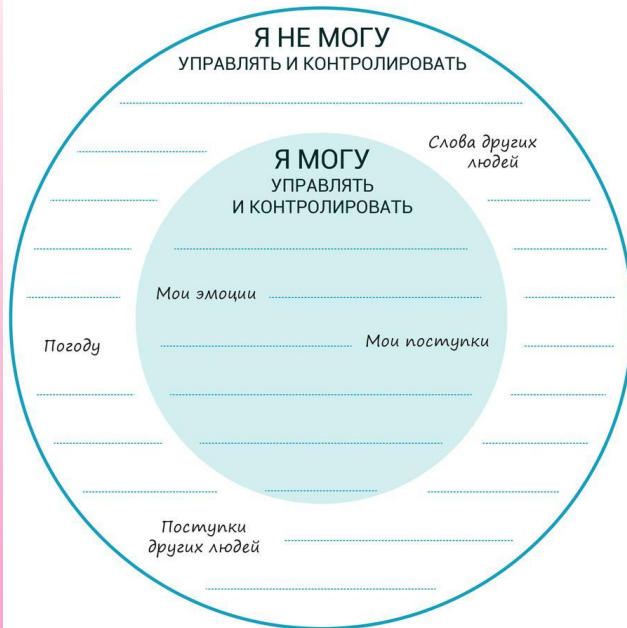 Я НЕ МОГУ
УПРАВЛЯТЬ И КОНТРОЛИРОВАТЬ
Слова других
людей
Я МОГУ
УПРАВЛЯТЬ
И КОНТРОЛИРОВАТЬ
Мои эмоции
Погоду
Мои поступки
Поступки
других людей